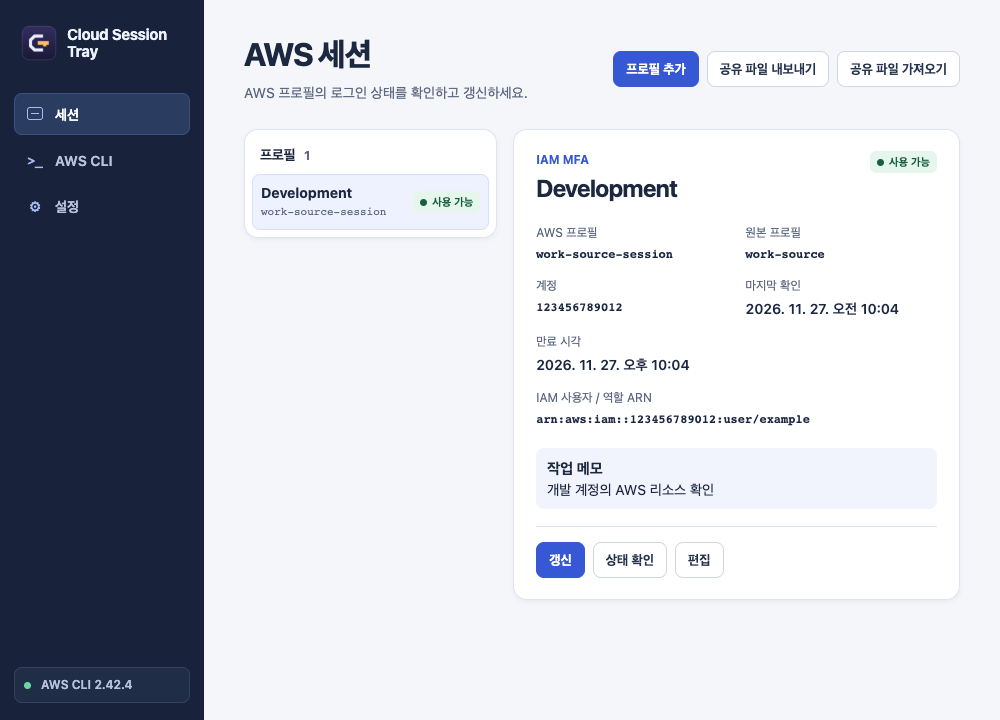 Cloud Session
Tray
세션
>_ AWS CLI
설정
AWS CLI 2.42.4
AWS 세션
AWS 프로필의 로그인 상태를 확인하고 갱신하세요.
프로필 추가
공유 파일 내보내기
공유 파일 가져오기
프로필 1
Development
work-source-session
사용 가능
IAM MFA
사용 가능
Development
AWS 프로필
work-source-session
원본 프로필
work-source
계정
123456789012
마지막 확인
2026. 11. 27. 오전 10:04
만료 시각
2026. 11. 27. 오후 10:04
IAM 사용자 / 역할 ARN
arn:aws:iam::123456789012:user/example
작업 메모
개발 계정의 AWS 리소스 확인
갱신
상태 확인
편집